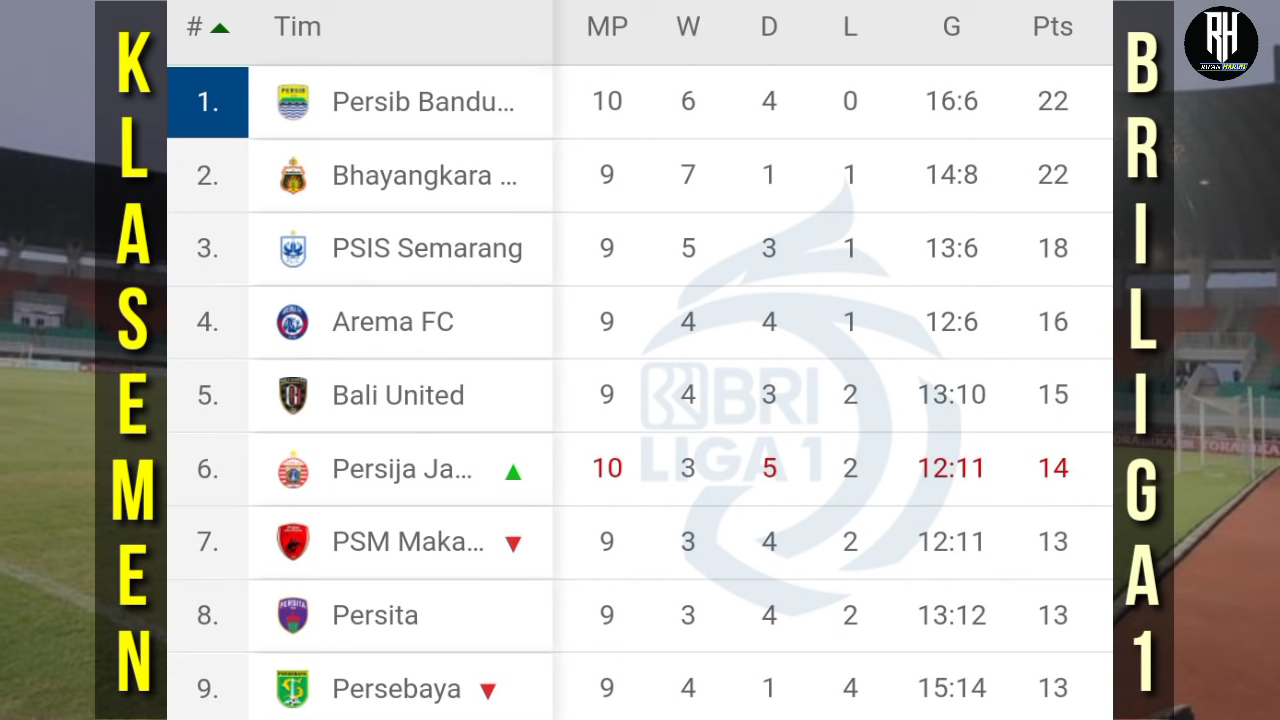 KLASEMEN
# Tim MP W D L G Pts
1. Persib Bandu... 10 6 4 0 16:6 22
2. Bhayangkara ... 9 7 1 1 14:8 22
3. PSIS Semarang 9 5 3 1 13:6 18
4. Arema FC 9 4 4 1 12:6 16
5. Bali United 9 4 3 2 13:10 15
6. Persija Ja... 10 3 5 2 12:11 14
7. PSM Maka... 9 3 4 2 12:11 13
8. Persita 9 3 4 2 13:12 13
9. Persebaya 9 4 1 4 15:14 13
BRI LIGA 1
BRI
LIGA 1
RH
PERSIB
PERSITA